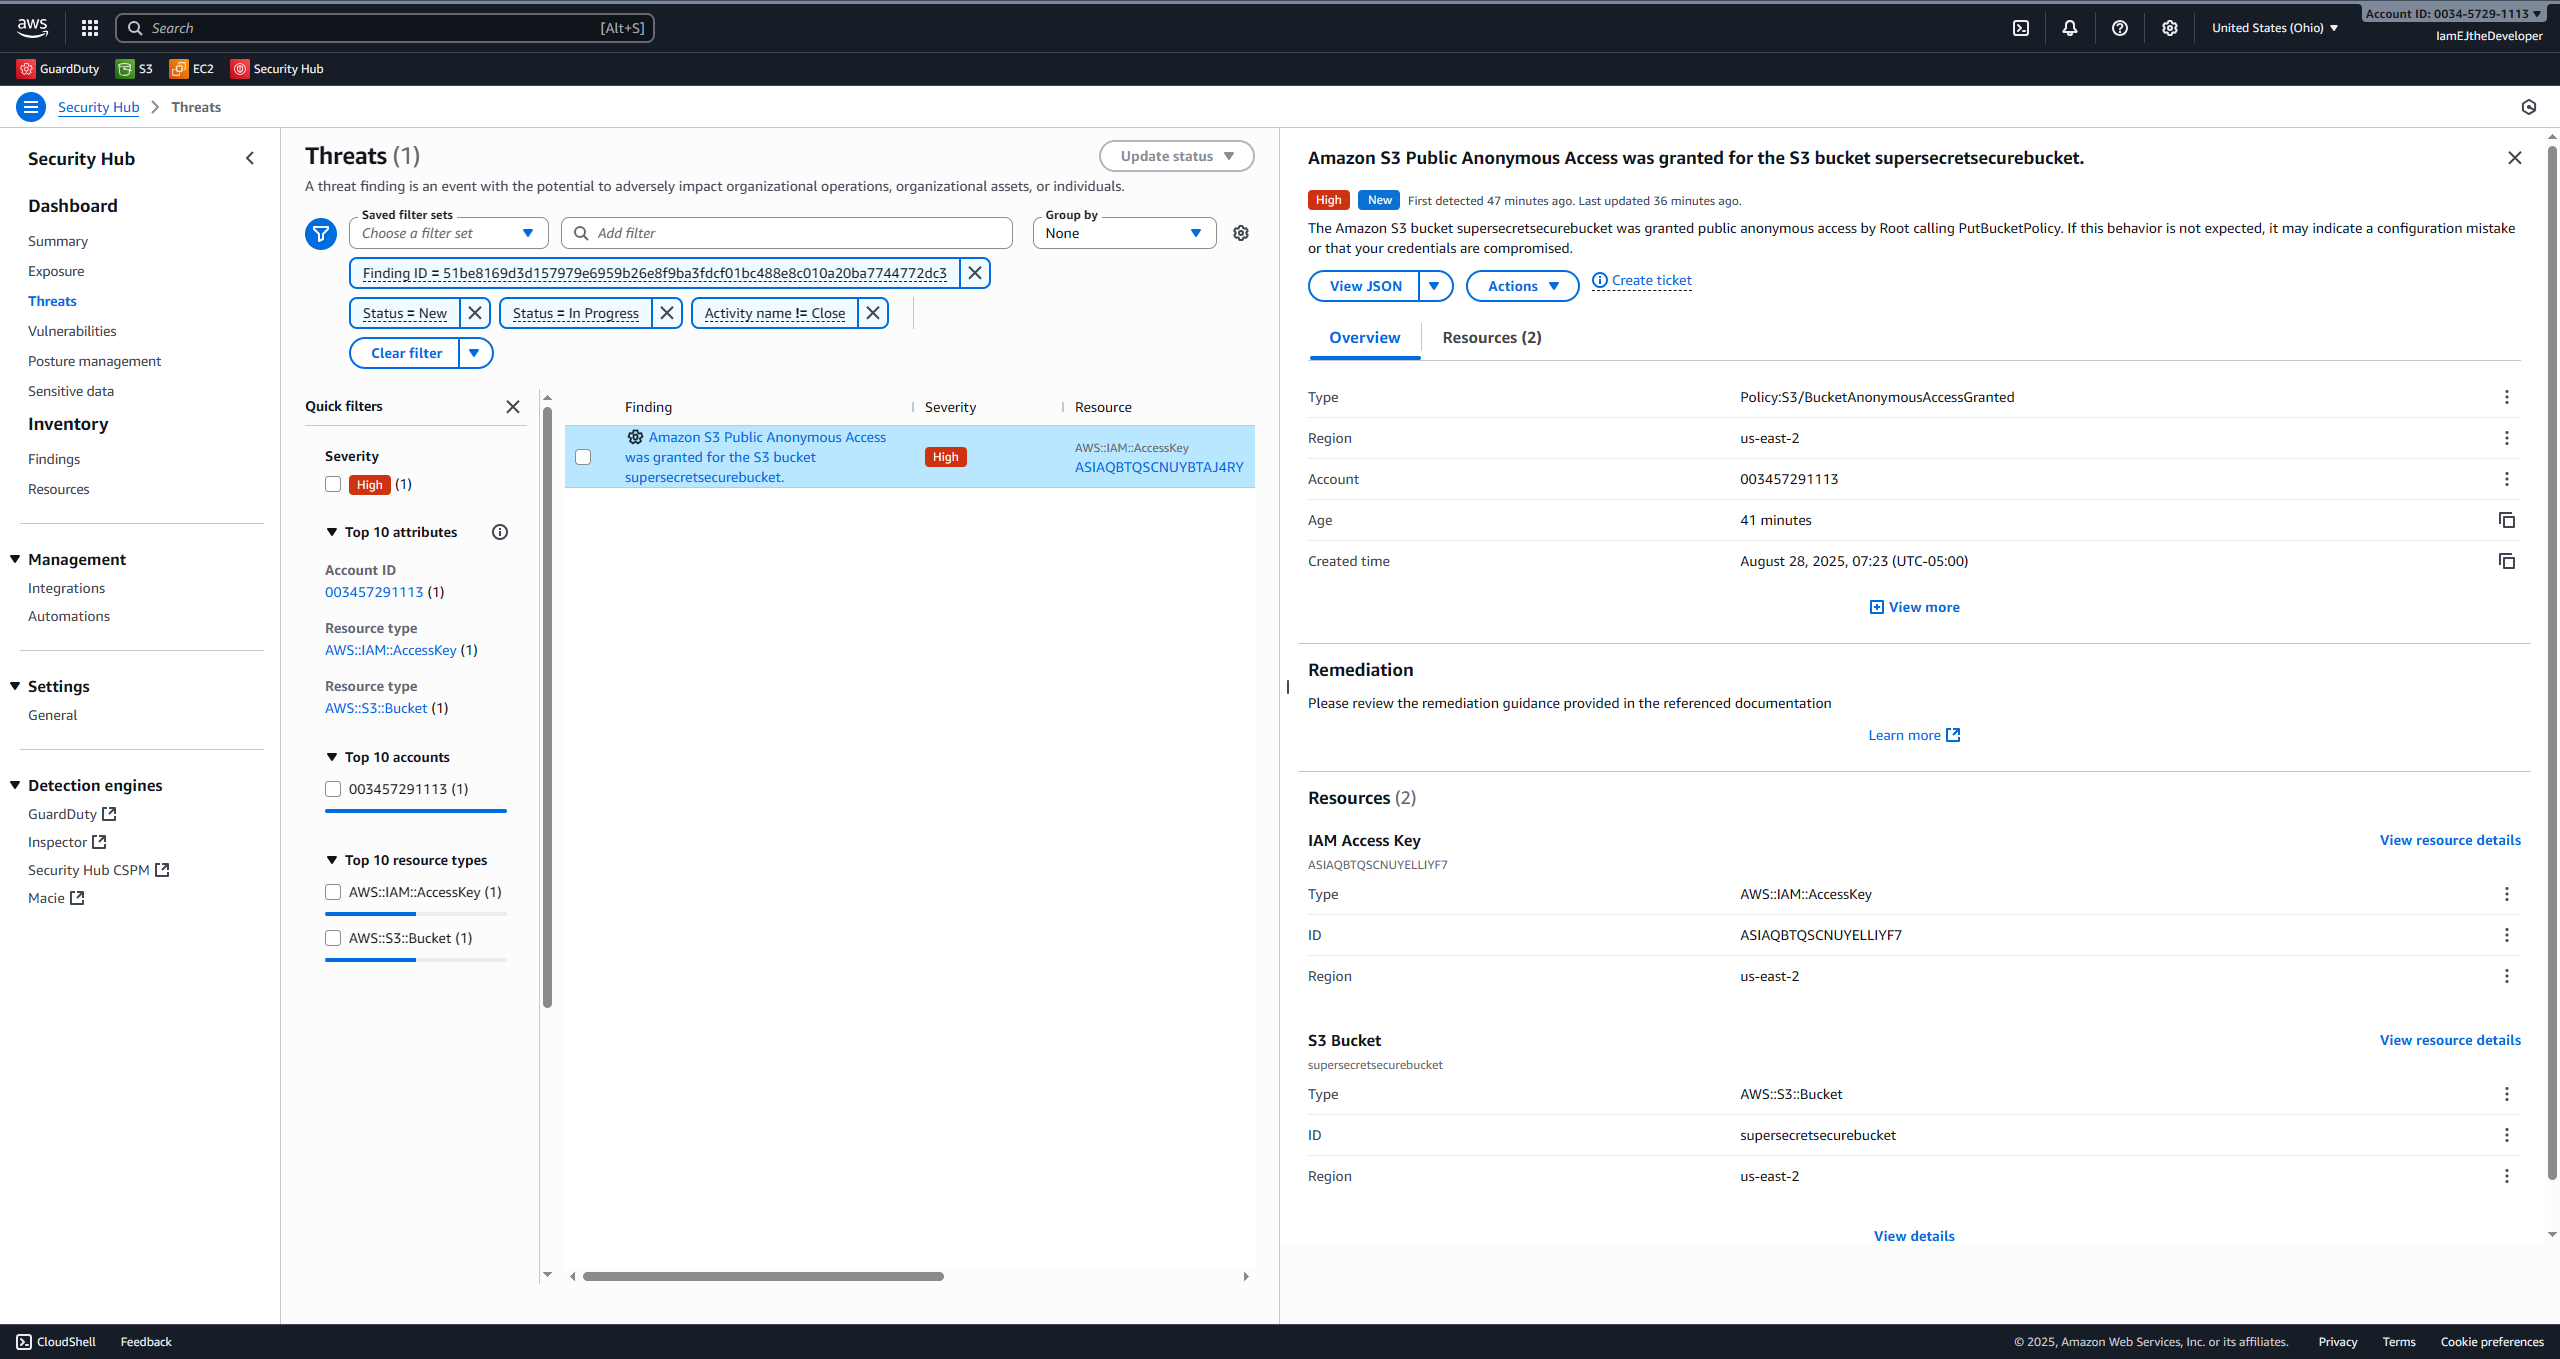 aws
Search
[Alt+S]
United States (Ohio)
Account ID: 0034-5729-1113
IamEJtheDeveloper
GuardDuty
S3
EC2
Security Hub
Security Hub
Threats
Security Hub
Dashboard
Summary
Exposure
Threats
Vulnerabilities
Posture management
Sensitive data
Inventory
Findings
Resources
Management
Integrations
Automations
Settings
General
Detection engines
GuardDuty
Inspector
Security Hub CSPM
Macie
Threats (1)
Update status
A threat finding is an event with the potential to adversely impact organizational operations, organizational assets, or individuals.
Saved filter sets
Choose a filter set
Add filter
Group by
None
Finding ID = 51be8169d3d157979e6959b26e8f9ba3fdcf01bc488e8c010a20ba7744772dc3
Status = New
Status = In Progress
Activity name != Close
Clear filter
Quick filters
Severity
High (1)
Top 10 attributes
Account ID
003457291113 (1)
Resource type
AWS::IAM::AccessKey (1)
Resource type
AWS::S3::Bucket (1)
Top 10 accounts
003457291113 (1)
Top 10 resource types
AWS::IAM::AccessKey (1)
AWS::S3::Bucket (1)
Finding
Severity
Resource
Amazon S3 Public Anonymous Access
was granted for the S3 bucket
supersecretsecurebucket.
High
AWS::IAM::AccessKey
ASIAQBTQSCNUYBTAJ4RY
Amazon S3 Public Anonymous Access was granted for the S3 bucket supersecretsecurebucket.
High
New
First detected 47 minutes ago. Last updated 36 minutes ago.
The Amazon S3 bucket supersecretsecurebucket was granted public anonymous access by Root calling PutBucketPolicy. If this behavior is not expected, it may indicate a configuration mistake
or that your credentials are compromised.
View JSON
Actions
Create ticket
Overview
Resources (2)
Type
Policy:S3/BucketAnonymousAccessGranted
Region
us-east-2
Account
003457291113
Age
41 minutes
Created time
August 28, 2025, 07:23 (UTC-05:00)
View more
Remediation
Please review the remediation guidance provided in the referenced documentation
Learn more
Resources (2)
IAM Access Key
View resource details
ASIAQBTQSCNUYELLIYF7
Type
AWS::IAM::AccessKey
ID
ASIAQBTQSCNUYELLIYF7
Region
us-east-2
S3 Bucket
View resource details
supersecretsecurebucket
Type
AWS::S3::Bucket
ID
supersecretsecurebucket
Region
us-east-2
View details
CloudShell
Feedback
© 2025, Amazon Web Services, Inc. or its affiliates.
Privacy
Terms
Cookie preferences